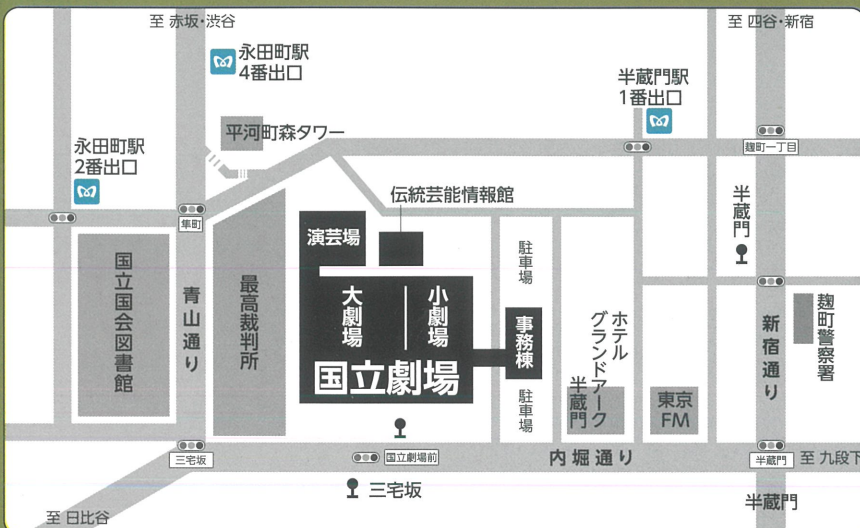 至 赤坂・渋谷
至 四谷・新宿
永田町駅
4番出口
半蔵門駅
1番出口
平河町森タワー
永田町駅
2番出口
麹町一丁目
伝統芸能情報館
半蔵門
隼町
演芸場
駐車場
国立国会図書館
青山通り
最高裁判所
大劇場
小劇場
国立劇場
事務棟
駐車場
ホテル
グランドアーク
半蔵門
東京
FM
新宿通り
麹町警察署
三宅坂
国立劇場前
内堀通り
半蔵門
至 九段下
三宅坂
半蔵門
至 日比谷